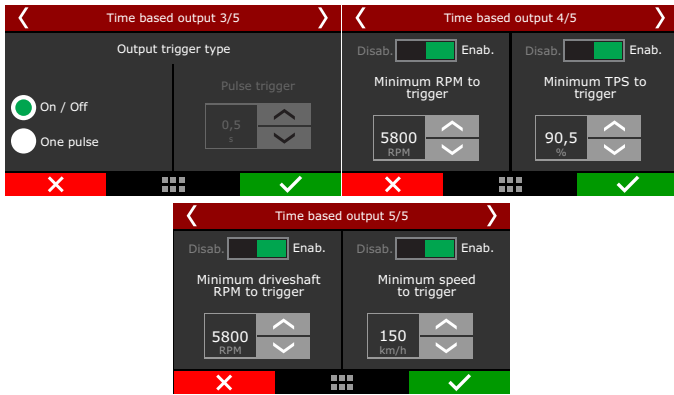 Time based output 3/5
Output trigger type
On / Off
One pulse
Pulse trigger
0,5
s
Time based output 4/5
Disab. Enab.
Minimum RPM to
trigger
5800
RPM
Disab. Enab.
Minimum TPS to
trigger
90,5
%
Time based output 5/5
Disab. Enab.
Minimum driveshaft
RPM to trigger
5800
RPM
Disab. Enab.
Minimum speed
to trigger
150
km/h